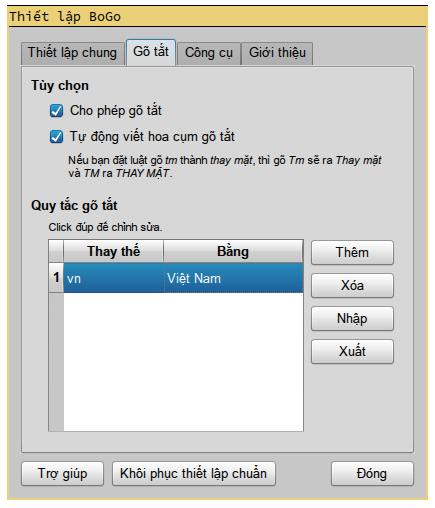 Thiết lập BoGo
Thiết lập chung Gõ tắt Công cụ Giới thiệu
Tùy chọn
Cho phép gõ tắt
Tự động viết hoa cụm gõ tắt
Nếu bạn đặt luật gõ tm thành thay mặt, thì gõ Tm sẽ ra Thay mặt
và TM ra THAY MẶT.
Quy tắc gõ tắt
Click đúp để chỉnh sửa.
Thay thế Bằng
1 vn Việt Nam
Thêm
Xóa
Nhập
Xuất
Trợ giúp Khôi phục thiết lập chuẩn Đóng